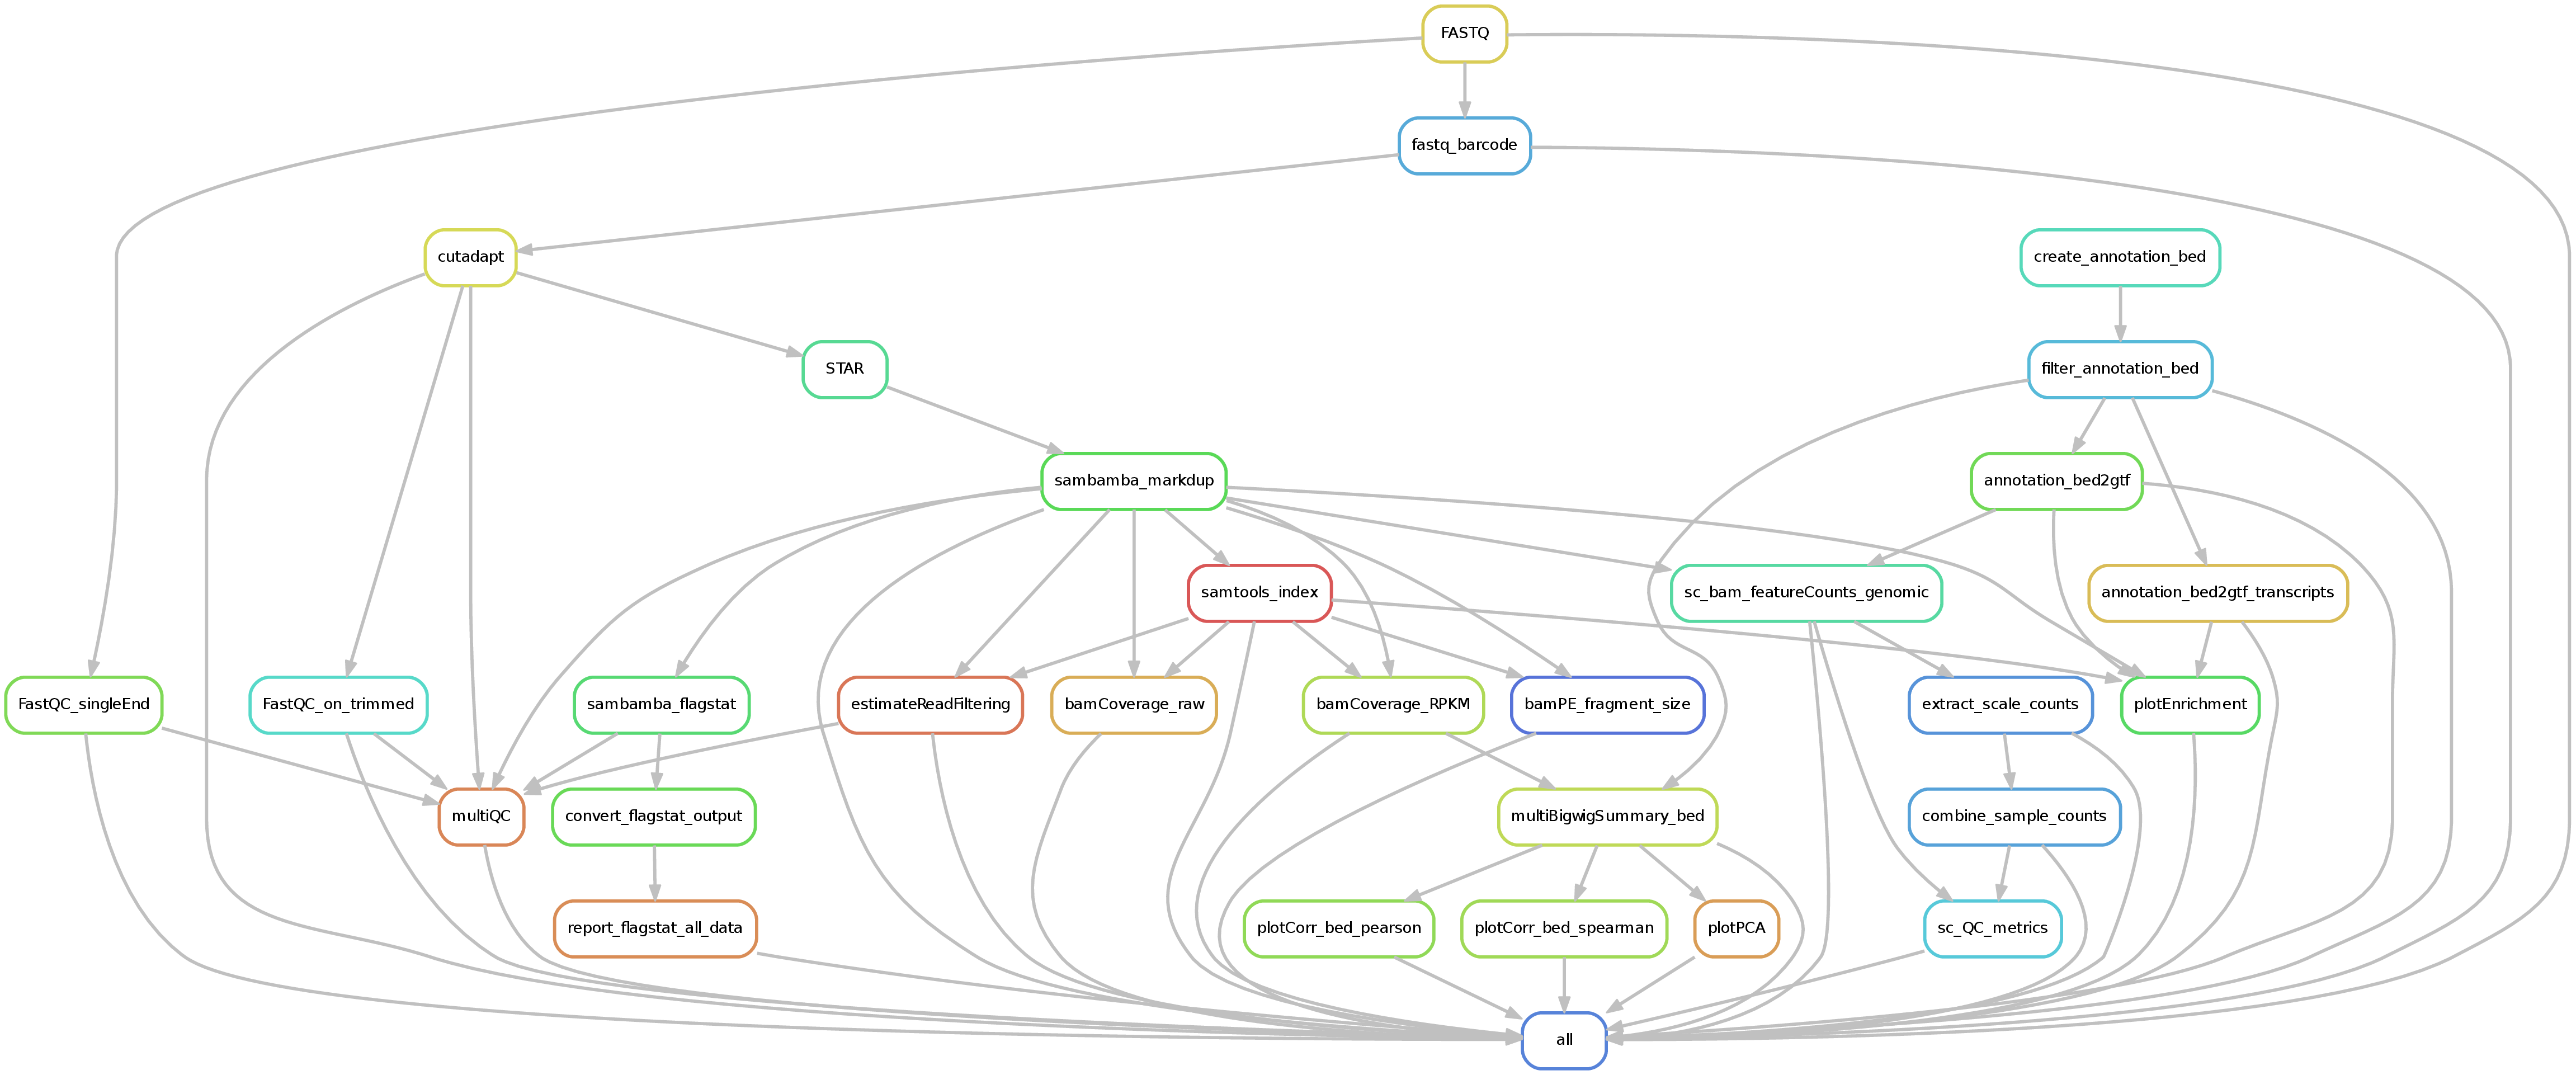 FASTQ
fastq_barcode
cutadapt
create_annotation_bed
STAR
filter_annotation_bed
sambamba_markdup
annotation_bed2gtf
samtools_index
sc_bam_featureCounts_genomic
annotation_bed2gtf_transcripts
FastQC_singleEnd
FastQC_on_trimmed
sambamba_flagstat
estimateReadFiltering
bamCoverage_raw
bamCoverage_RPKM
bamPE_fragment_size
extract_scale_counts
plotEnrichment
multiQC
convert_flagstat_output
multiBigwigSummary_bed
combine_sample_counts
report_flagstat_all_data
plotCorr_bed_pearson
plotCorr_bed_spearman
plotPCA
sc_QC_metrics
all